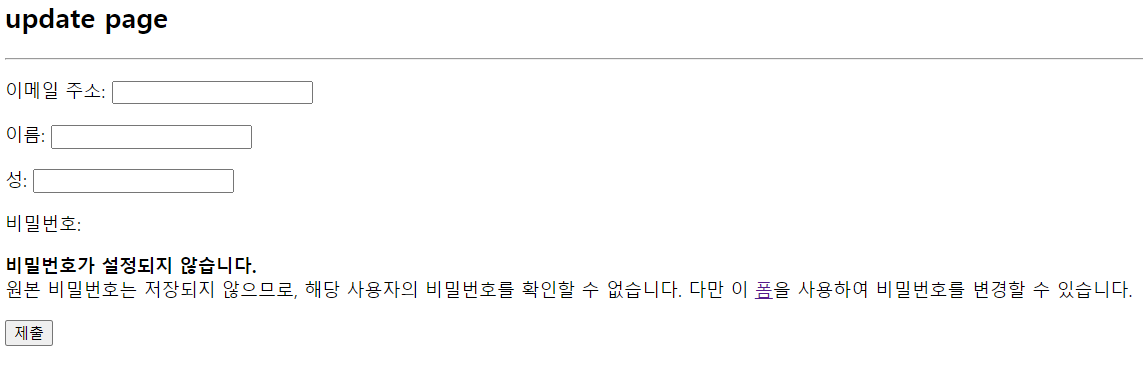 update page
이메일 주소:
이름:
성:
비밀번호:
비밀번호가 설정되지 않습니다.
원본 비밀번호는 저장되지 않으므로, 해당 사용자의 비밀번호를 확인할 수 없습니다. 다만 이 폼을 사용하여 비밀번호를 변경할 수 있습니다.
제출